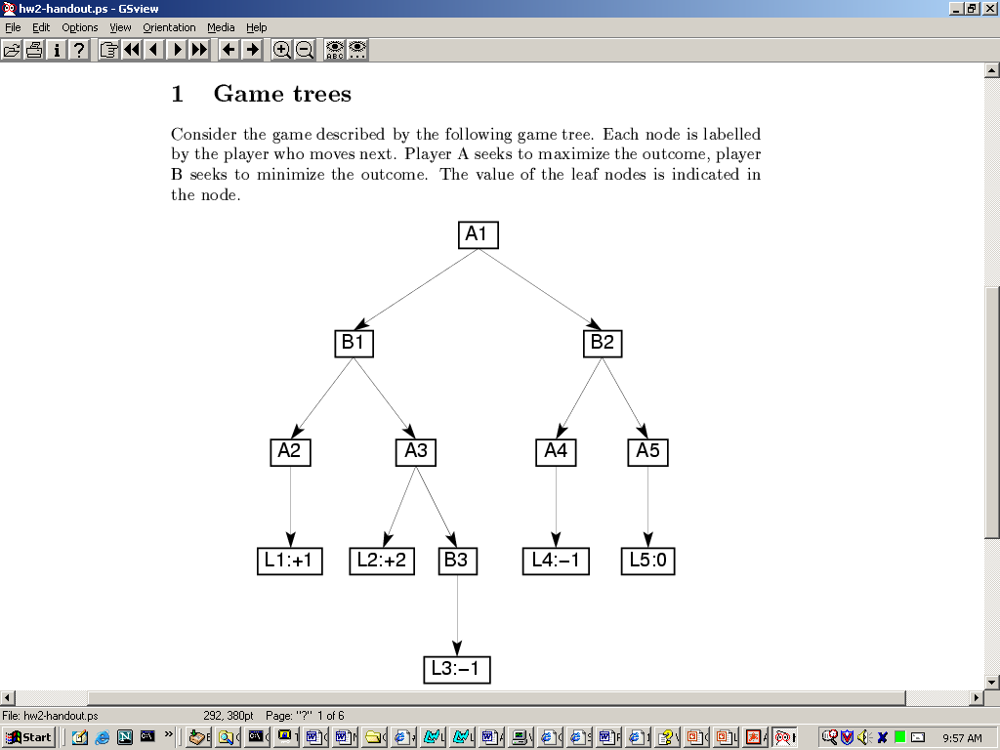 hw2-handout.ps - GSview
File Edit Options View Orientation Media Help
1 Game trees
Consider the game described by the following game tree. Each node is labelled
by the player who moves next. Player A seeks to maximize the outcome, player
B seeks to minimize the outcome. The value of the leaf nodes is indicated in
the node.
A1
B1 B2
A2 A3 A4 A5
L1:+1 L2:+2 B3 L4:−1 L5:0
L3:−1
File: hw2-handout.ps 292, 380pt Page: "?" 1 of 6
Start 9:57 AM